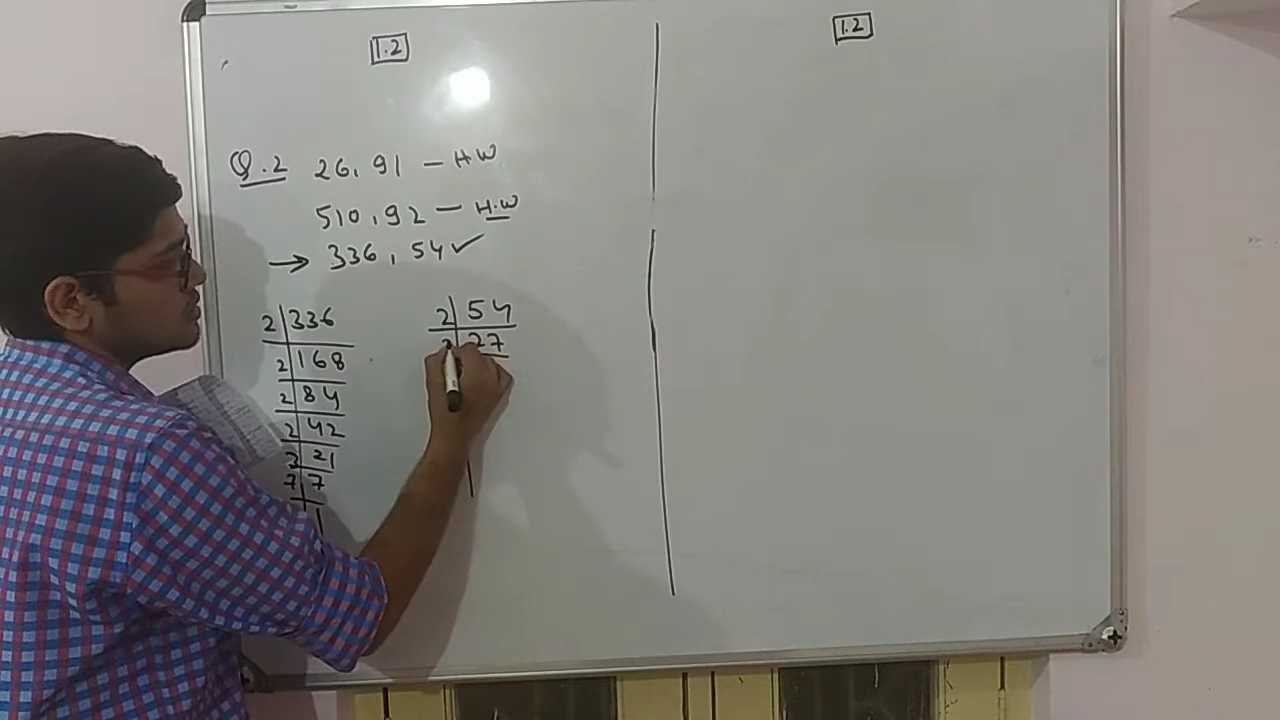 1.2
1.2
Q.2 26, 91 - HW
510, 92 - H.W
→ 336, 54 ✓
2 | 336
2 | 168
2 | 84
2 | 42
3 | 21
7 | 7
1
2 | 54
27